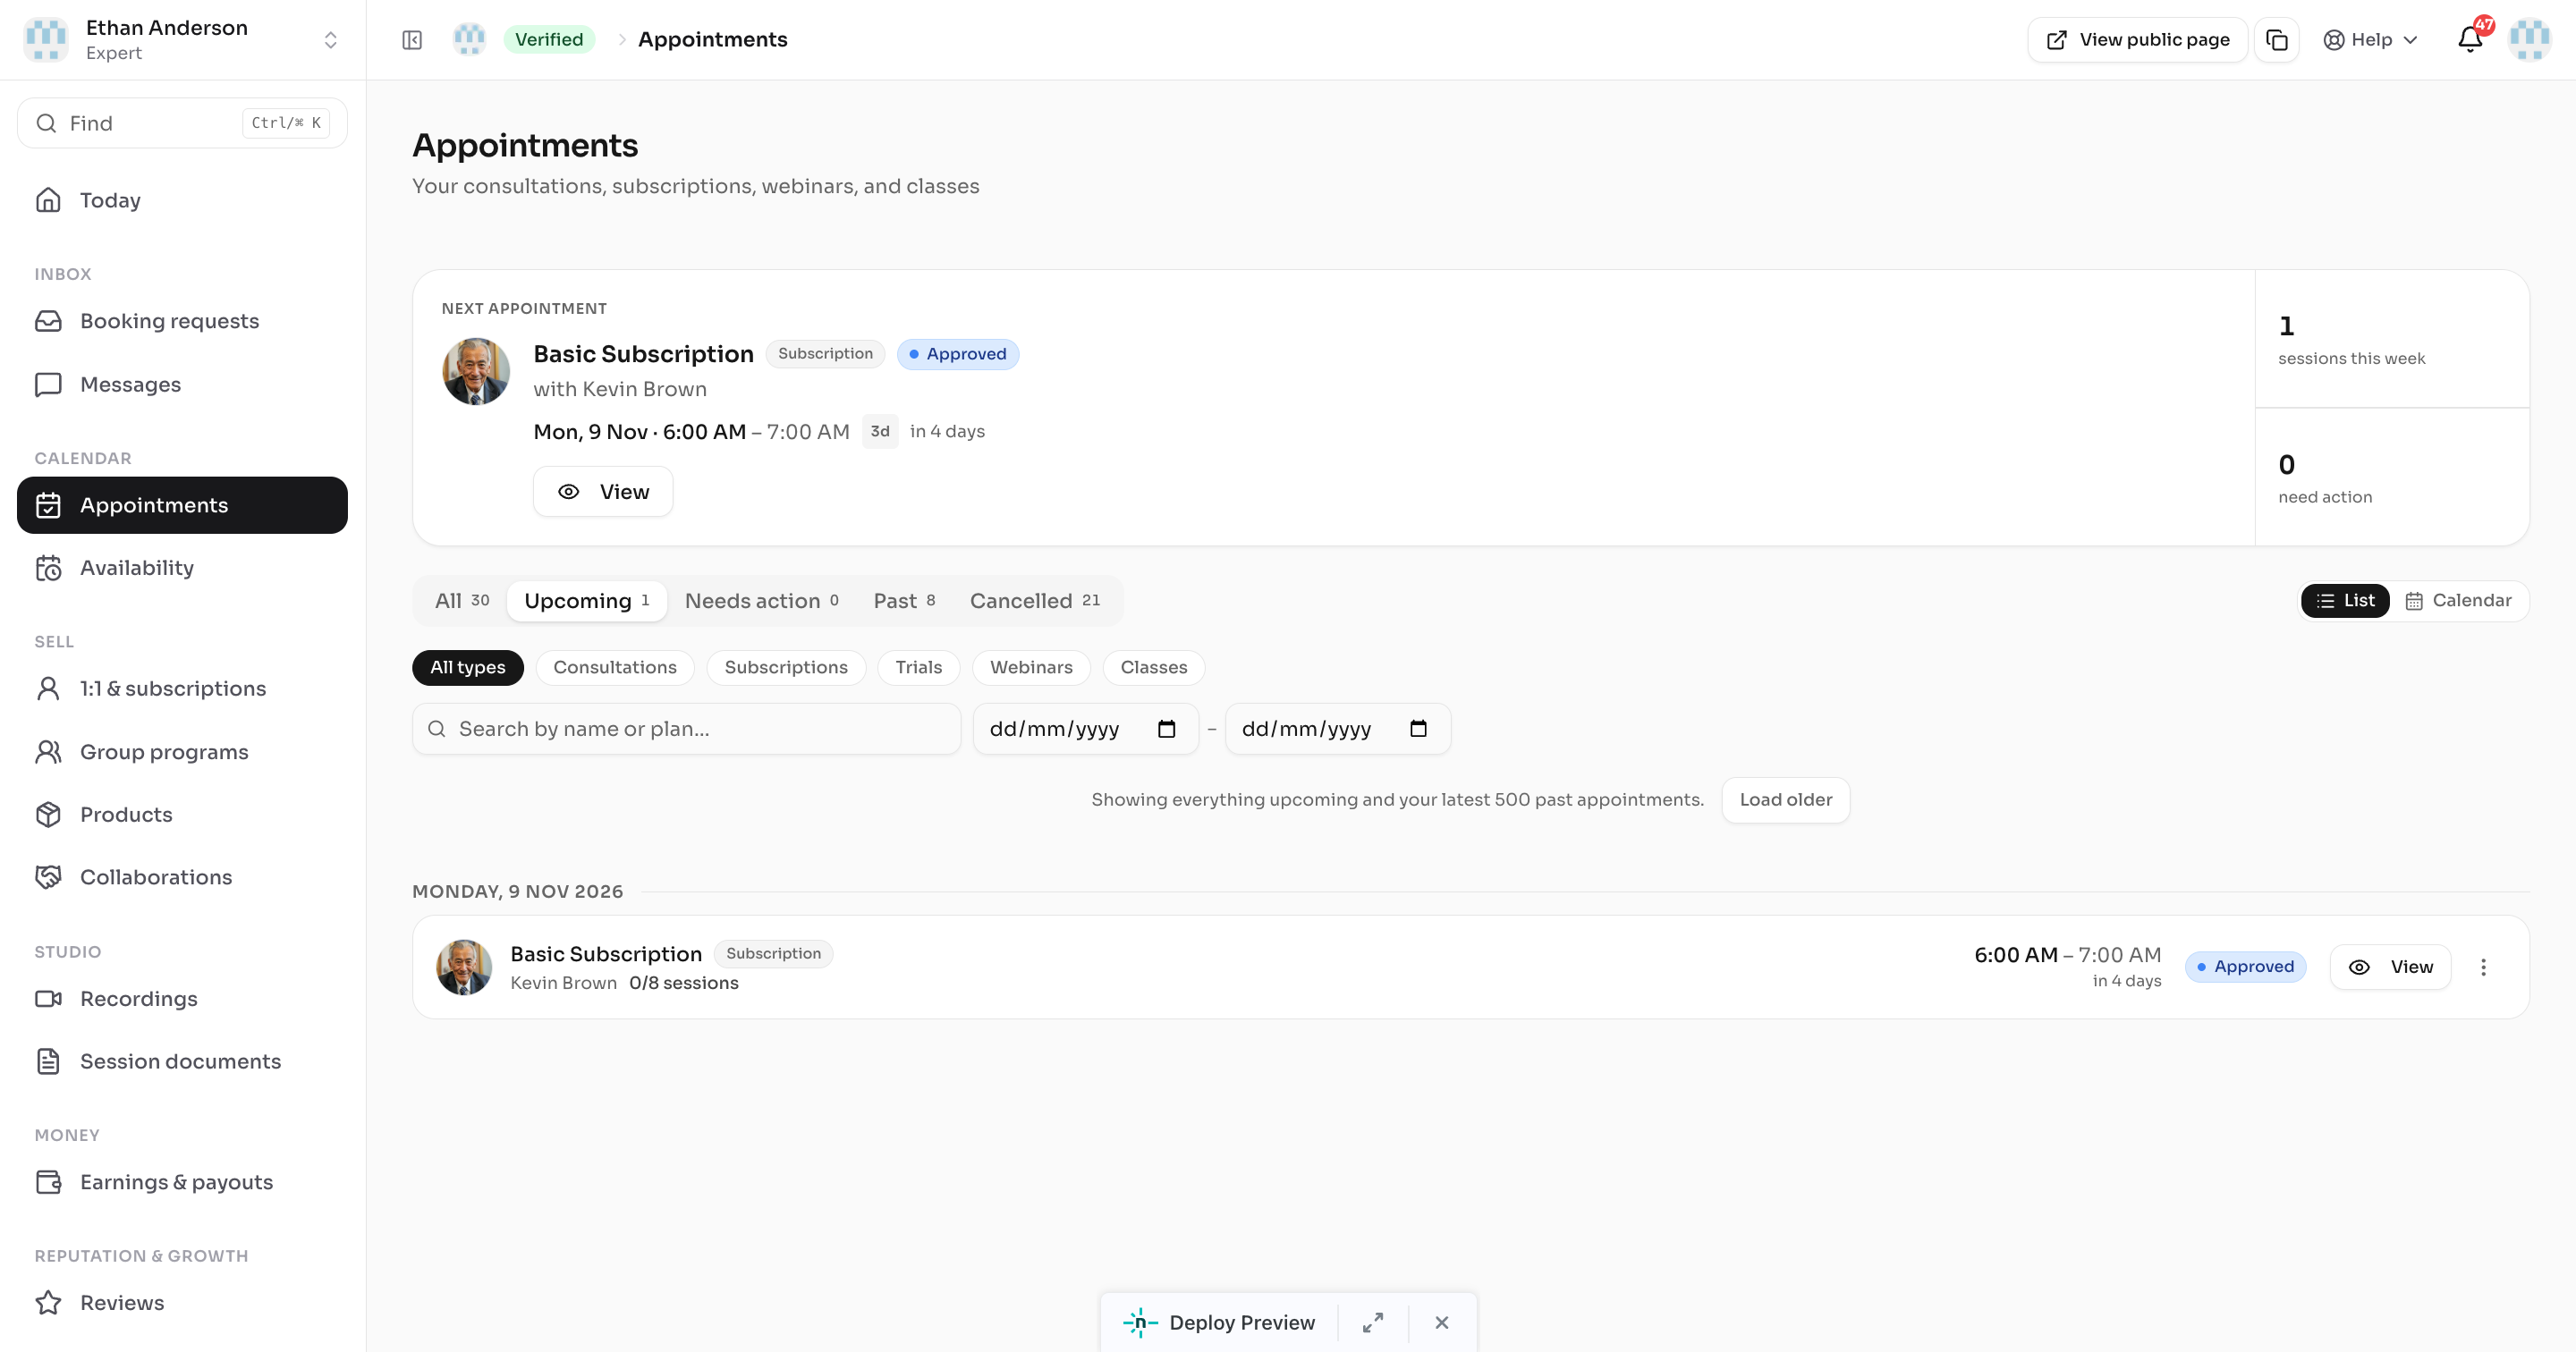 Ethan Anderson
Expert
Find
Ctrl/⌘ K
Today
INBOX
Booking requests
Messages
CALENDAR
Appointments
Availability
SELL
1:1 & subscriptions
Group programs
Products
Collaborations
STUDIO
Recordings
Session documents
MONEY
Earnings & payouts
REPUTATION & GROWTH
Reviews
Verified
Appointments
View public page
Help
47
Appointments
Your consultations, subscriptions, webinars, and classes
NEXT APPOINTMENT
Basic Subscription Subscription Approved
with Kevin Brown
Mon, 9 Nov · 6:00 AM – 7:00 AM 3d in 4 days
View
1
sessions this week
0
need action
All 30 Upcoming 1 Needs action 0 Past 8 Cancelled 21
List Calendar
All types Consultations Subscriptions Trials Webinars Classes
Search by name or plan... dd/mm/yyyy – dd/mm/yyyy
Showing everything upcoming and your latest 500 past appointments. Load older
MONDAY, 9 NOV 2026
Basic Subscription Subscription
Kevin Brown 0/8 sessions
6:00 AM – 7:00 AM
in 4 days
Approved
View
Deploy Preview